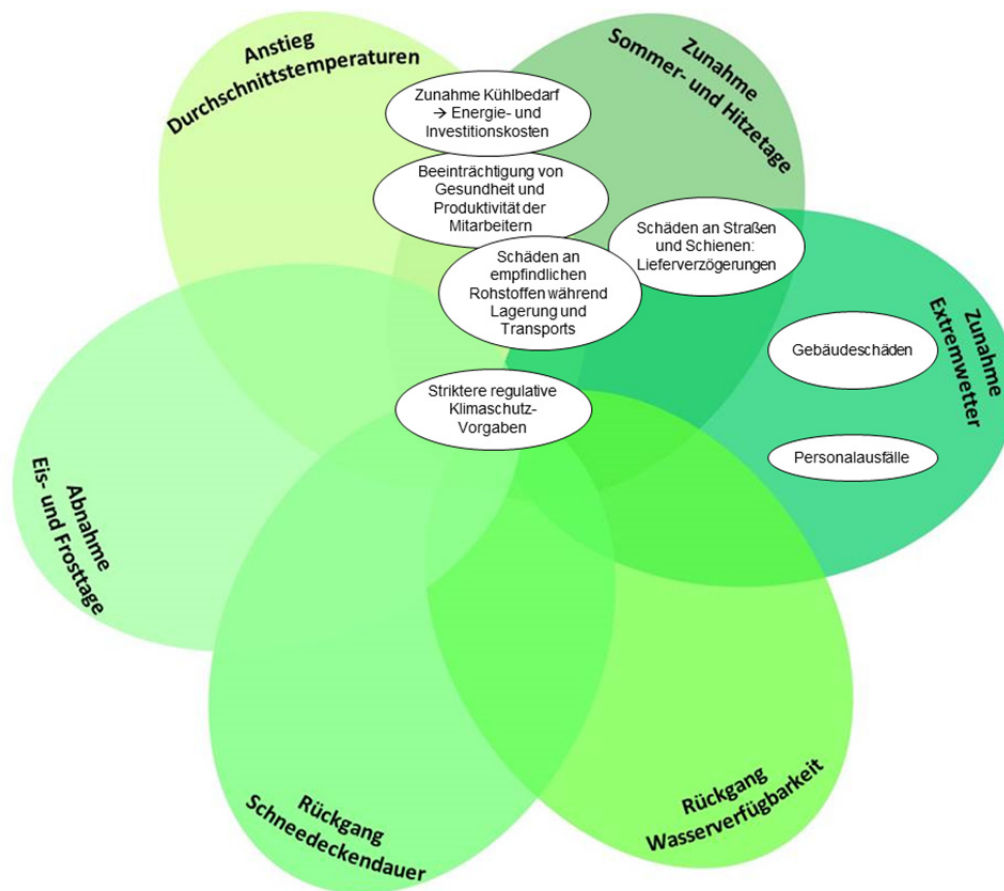 Anstieg
Durchschnittstemperaturen
Zunahme
Sommer- und Hitzetage
Zunahme Kühlbedarf
→ Energie- und
Investitionskosten
Beeinträchtigung von
Gesundheit und
Produktivität der
Mitarbeitern
Schäden an Straßen
und Schienen:
Lieferverzögerungen
Schäden an
empfindlichen
Rohstoffen während
Lagerung und
Transports
Zunahme
Extremwetter
Gebäudeschäden
Striktere regulative
Klimaschutz-
Vorgaben
Personalausfälle
Abnahme
Eis- und Frosttage
Rückgang
Schneedeckendauer
Rückgang
Wasserverfügbarkeit